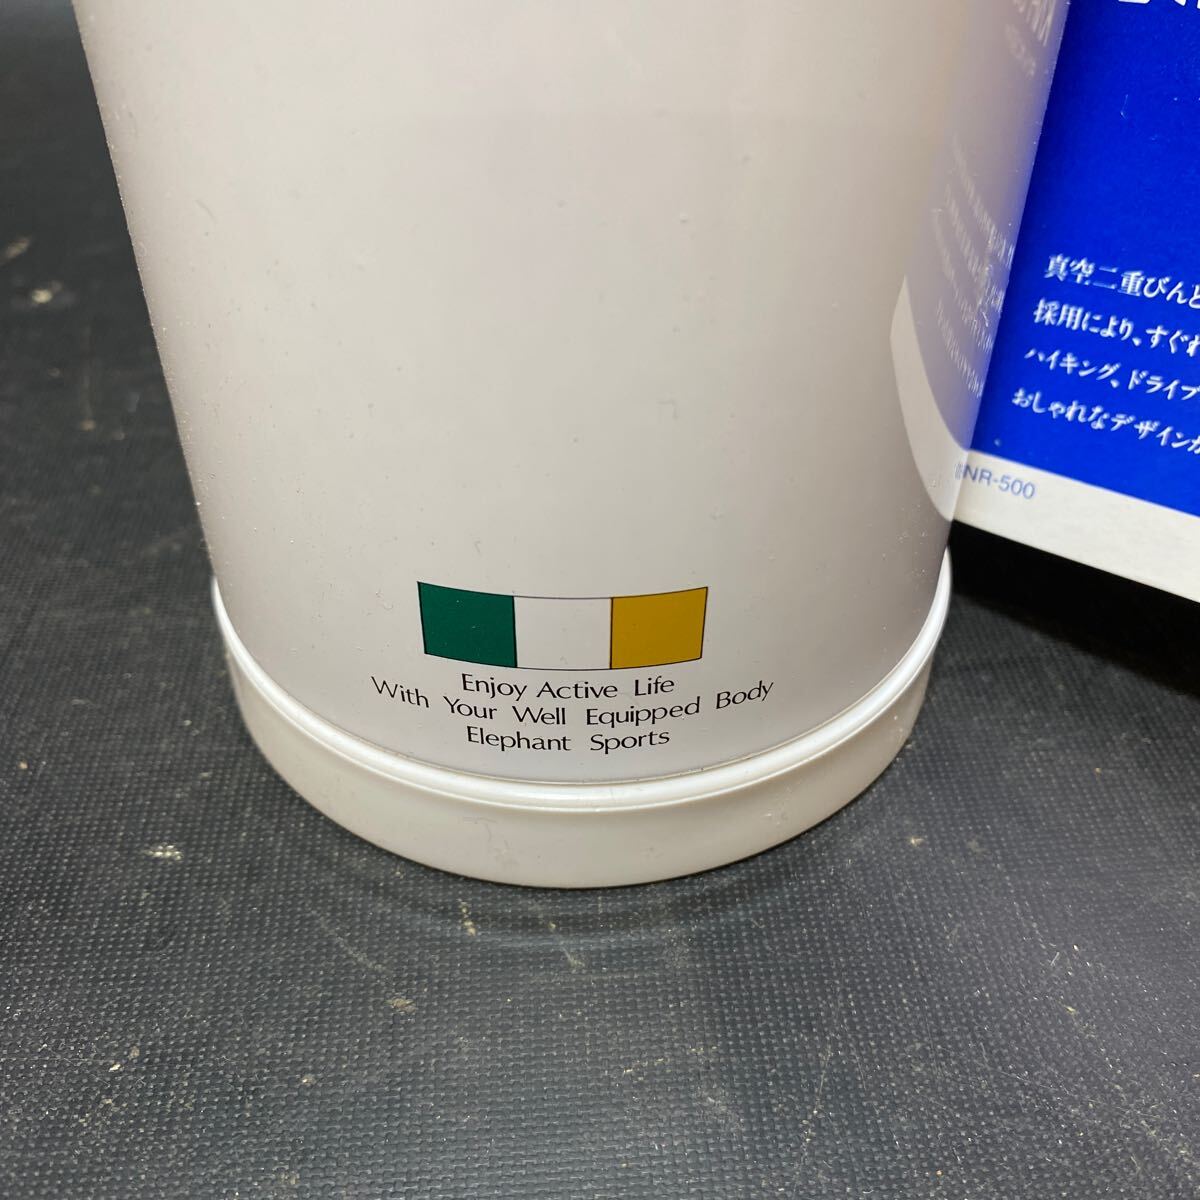 Enjoy Active Life
With Your Well Equipped Body
Elephant Sports
真空二重びんと
採用により、すぐれ
ハイキング、ドライブ
おしゃれなデザインが
NR-500